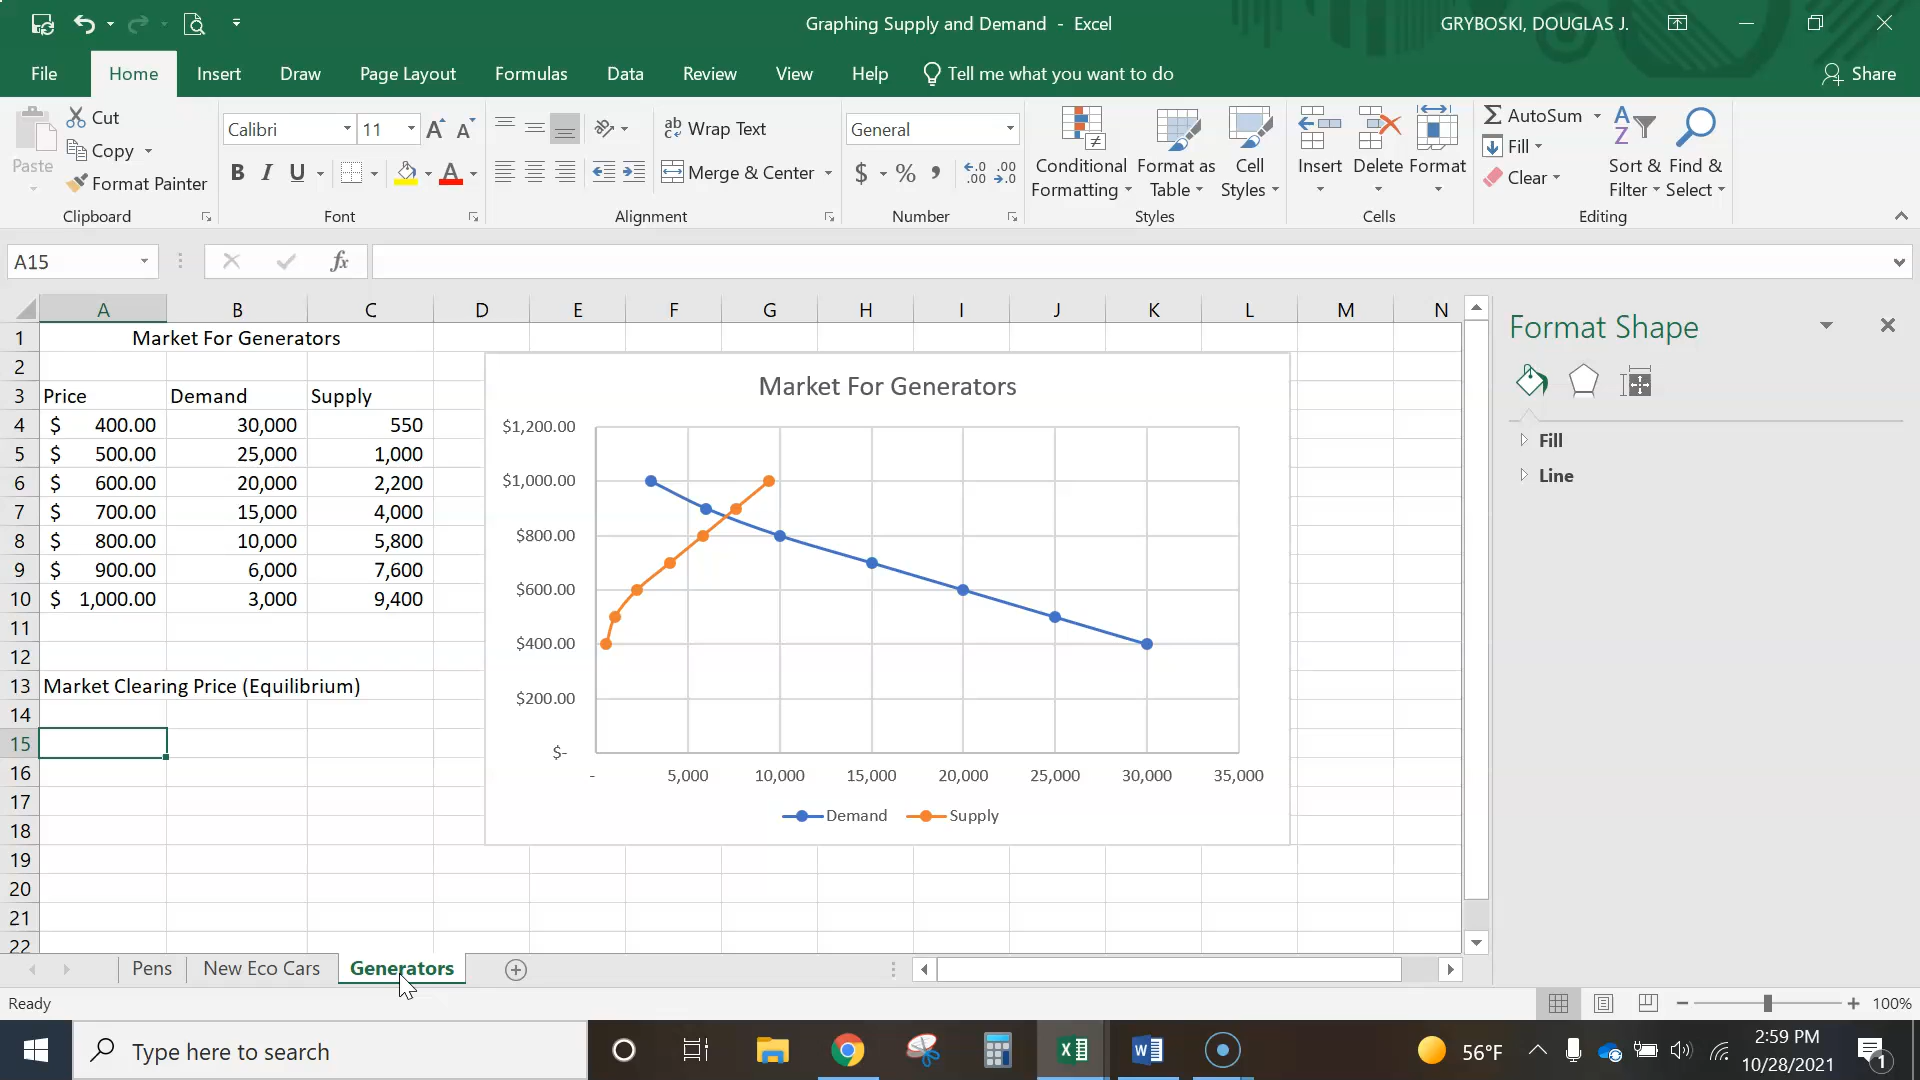 Graphing Supply and Demand - Excel
GRYBOSKI, DOUGLAS J.
File Home Insert Draw Page Layout Formulas Data Review View Help Tell me what you want to do Share
Paste
Cut
Copy
Format Painter
Clipboard
Calibri 11 A A
B I U A
Font
ab Wrap Text
Merge & Center
Alignment
General
$ % , .0 .00 .00 .0
Number
Conditional Formatting
Format as Table
Cell Styles
Styles
Insert Delete Format
Cells
AutoSum
Fill
Clear
Sort & Filter
Find & Select
Editing
A15 fx
A B C D E F G H I J K L M N
1 Market For Generators
2
3 Price Demand Supply
4 $ 400.00 30,000 550
5 $ 500.00 25,000 1,000
6 $ 600.00 20,000 2,200
7 $ 700.00 15,000 4,000
8 $ 800.00 10,000 5,800
9 $ 900.00 6,000 7,600
10 $ 1,000.00 3,000 9,400
11
12
13 Market Clearing Price (Equilibrium)
14
15
16
17
18
19
20
21
22
Market For Generators
$1,200.00
$1,000.00
$800.00
$600.00
$400.00
$200.00
$-
- 5,000 10,000 15,000 20,000 25,000 30,000 35,000
Demand Supply
Format Shape
Fill
Line
Pens New Eco Cars Generators
Ready
100%
Type here to search
56°F
2:59 PM
10/28/2021
1